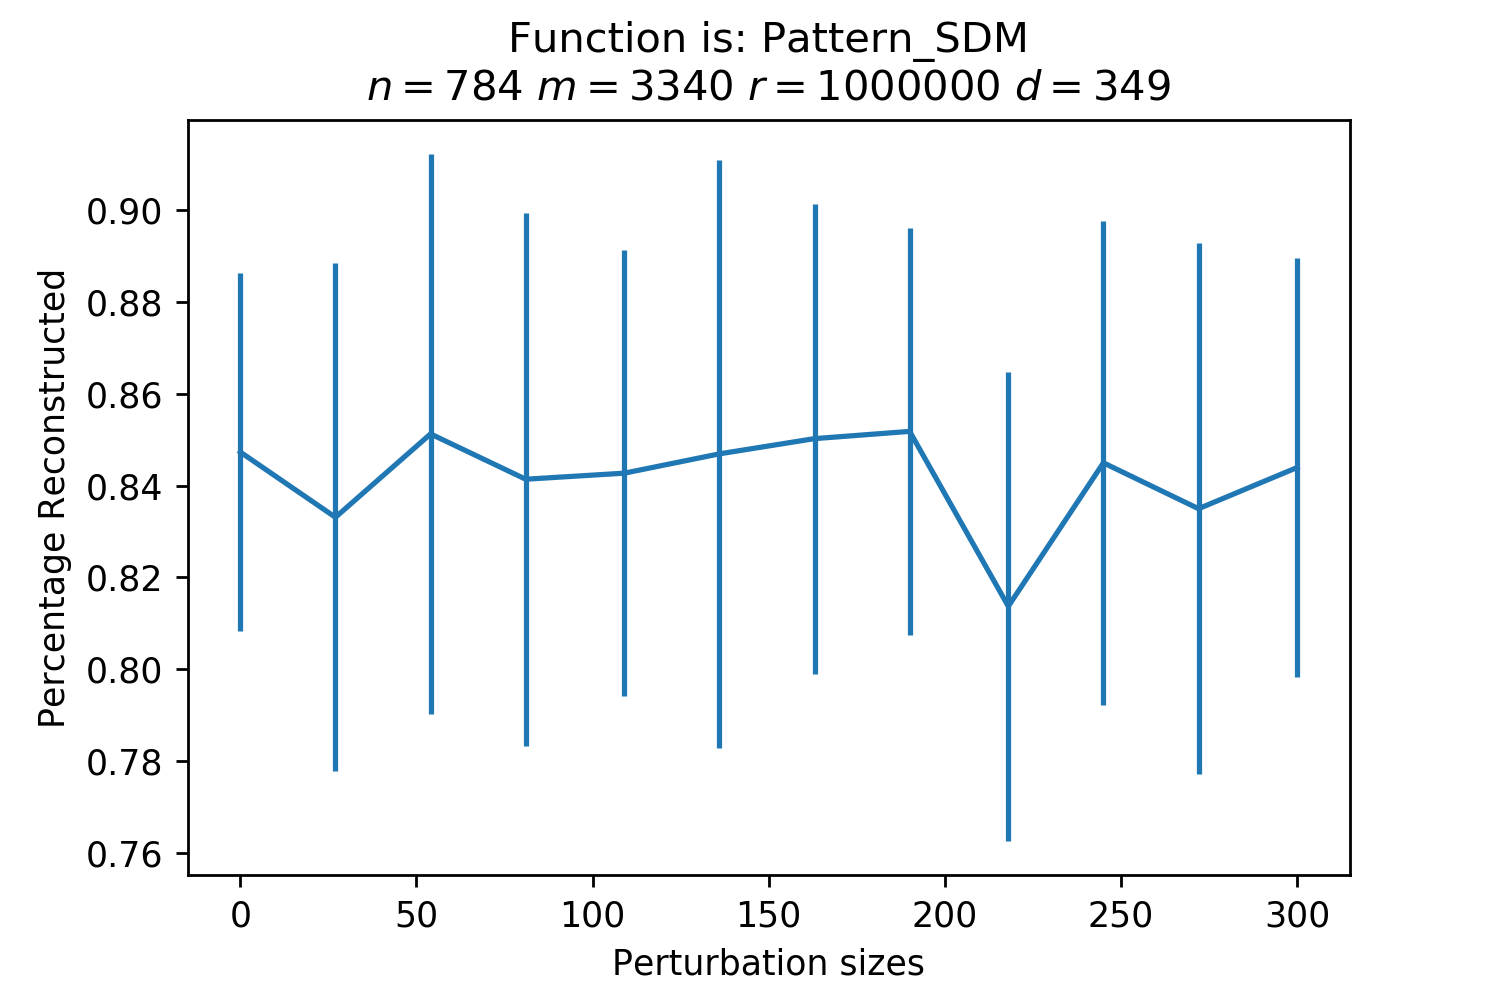 Function is: Pattern_SDM
n = 784 m = 3340 r = 1000000 d = 349
Percentage Reconstructed
0.90
0.88
0.86
0.84
0.82
0.80
0.78
0.76
0 50 100 150 200 250 300
Perturbation sizes